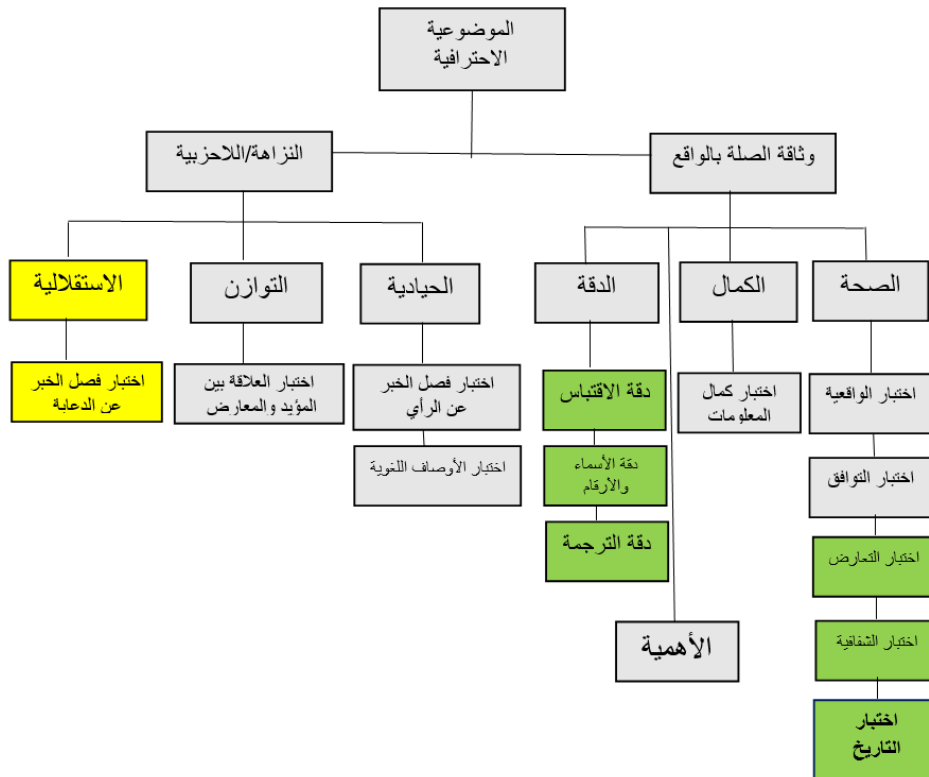 الموضوعية
الاحترافية
وثاقة الصلة بالواقع
النزاهة/اللاحزبية
الصحة
الكمال
الدقة
الحيادية
التوازن
الاستقلالية
اختبار الواقعية
اختبار كمال
المعلومات
دقة الاقتباس
اختبار فصل الخبر
عن الرأي
اختبار العلاقة بين
المؤيد والمعارض
اختبار فصل الخبر
عن الدعابة
اختبار التوافق
دقة الأسماء
والأرقام
اختبار الأوصاف اللغوية
اختبار التعارض
دقة الترجمة
اختبار الشفافية
الأهمية
اختبار
التاريخ